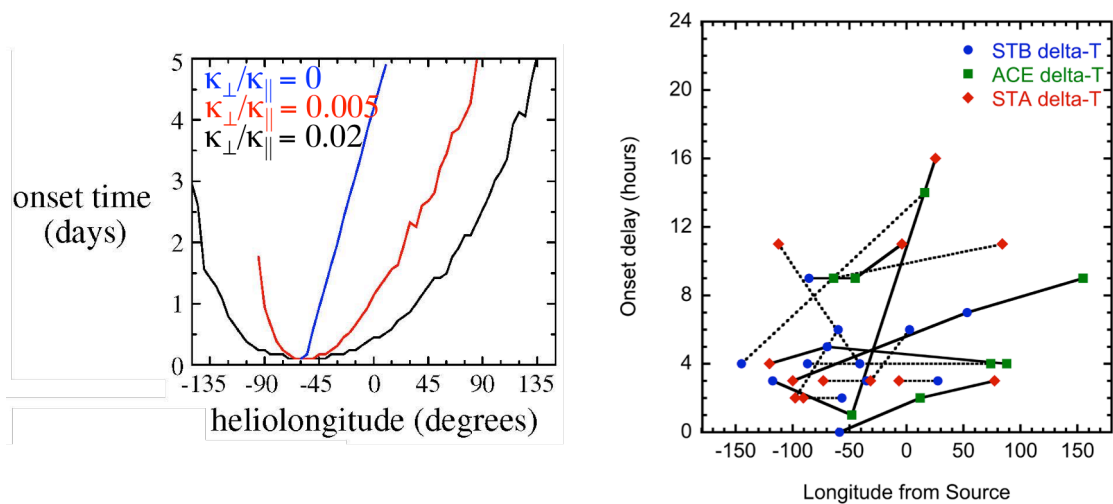 5
4
3
2
1
0
κ⊥/κ∥ = 0
κ⊥/κ∥ = 0.005
κ⊥/κ∥ = 0.02
onset time
(days)
-135 -90 -45 0 45 90 135
heliolongitude (degrees)
24
20
16
12
8
4
0
Onset delay (hours)
STB delta-T
ACE delta-T
STA delta-T
-150 -100 -50 0 50 100 150
Longitude from Source